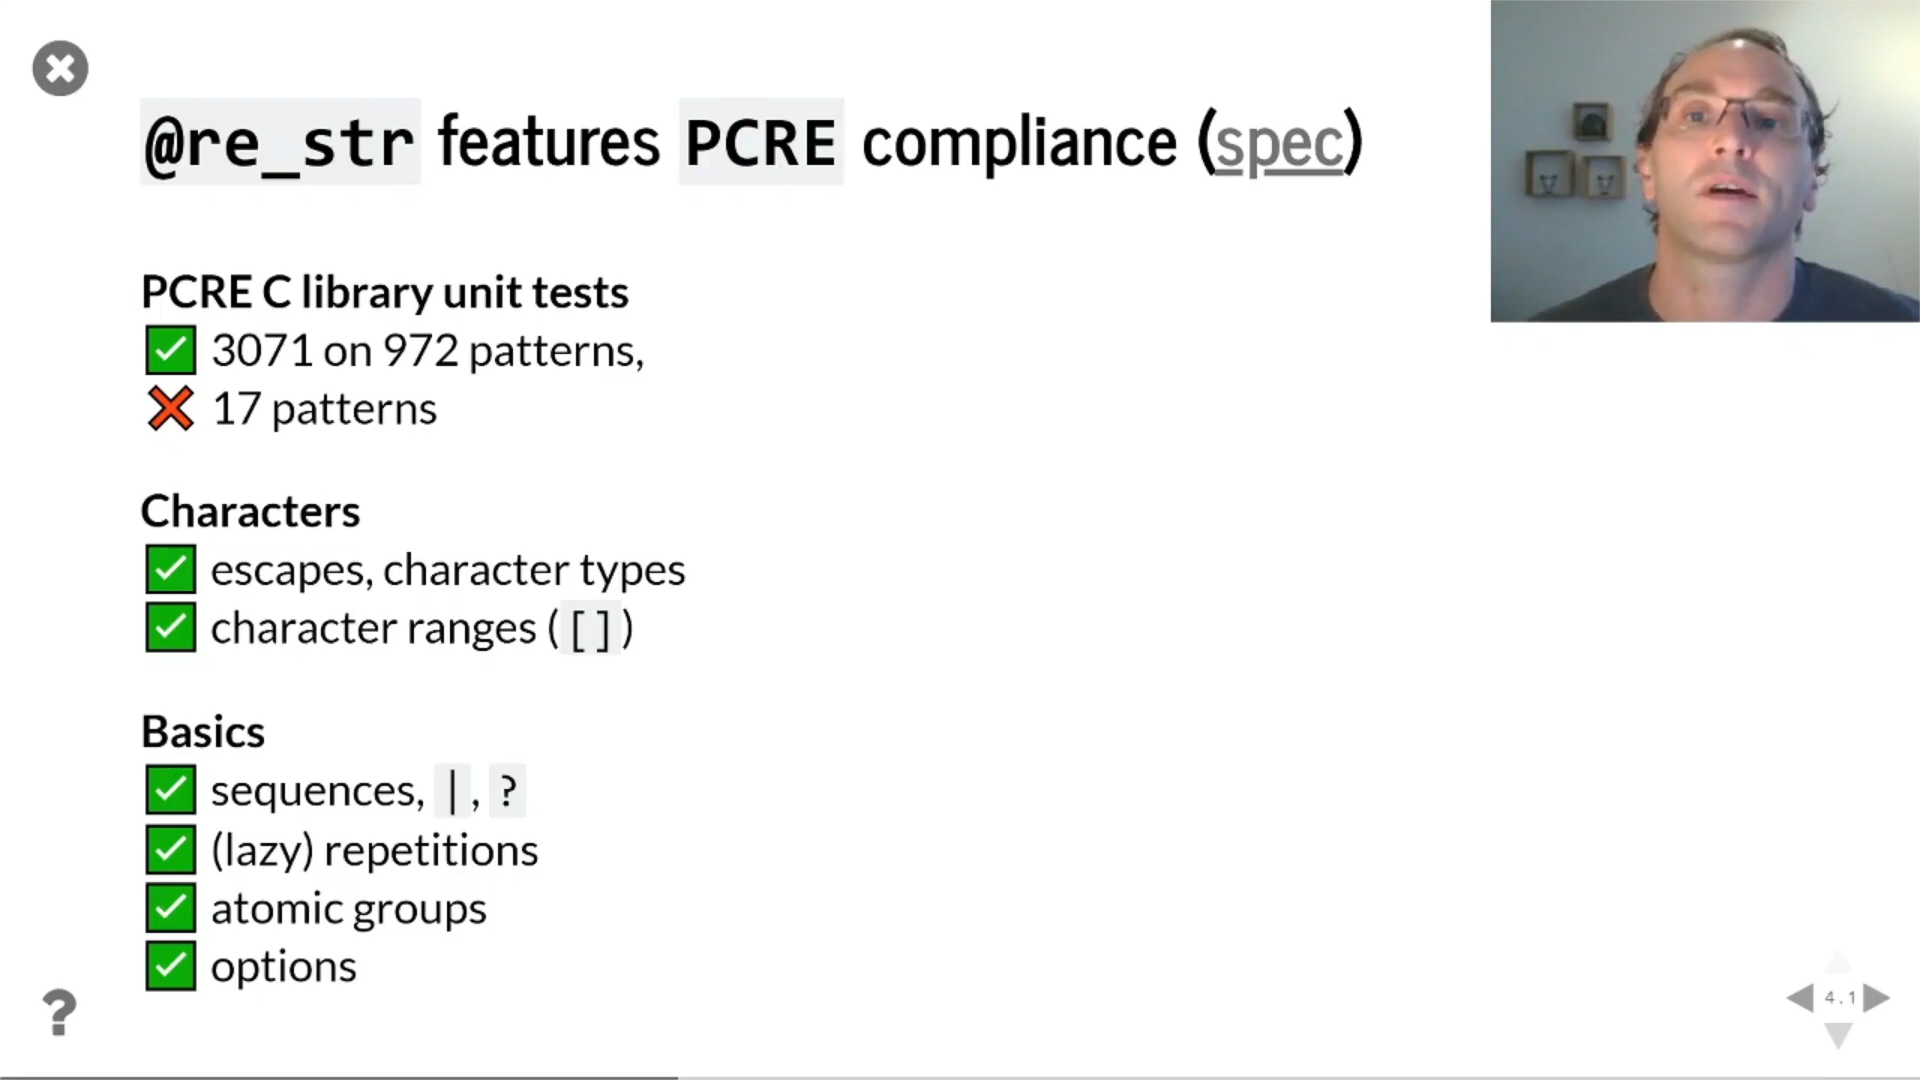 @re_str features PCRE compliance (spec)
PCRE C library unit tests
✅ 3071 on 972 patterns,
❌ 17 patterns
Characters
✅ escapes, character types
✅ character ranges ([])
Basics
✅ sequences, |, ?
✅ (lazy) repetitions
✅ atomic groups
✅ options
?
4.1